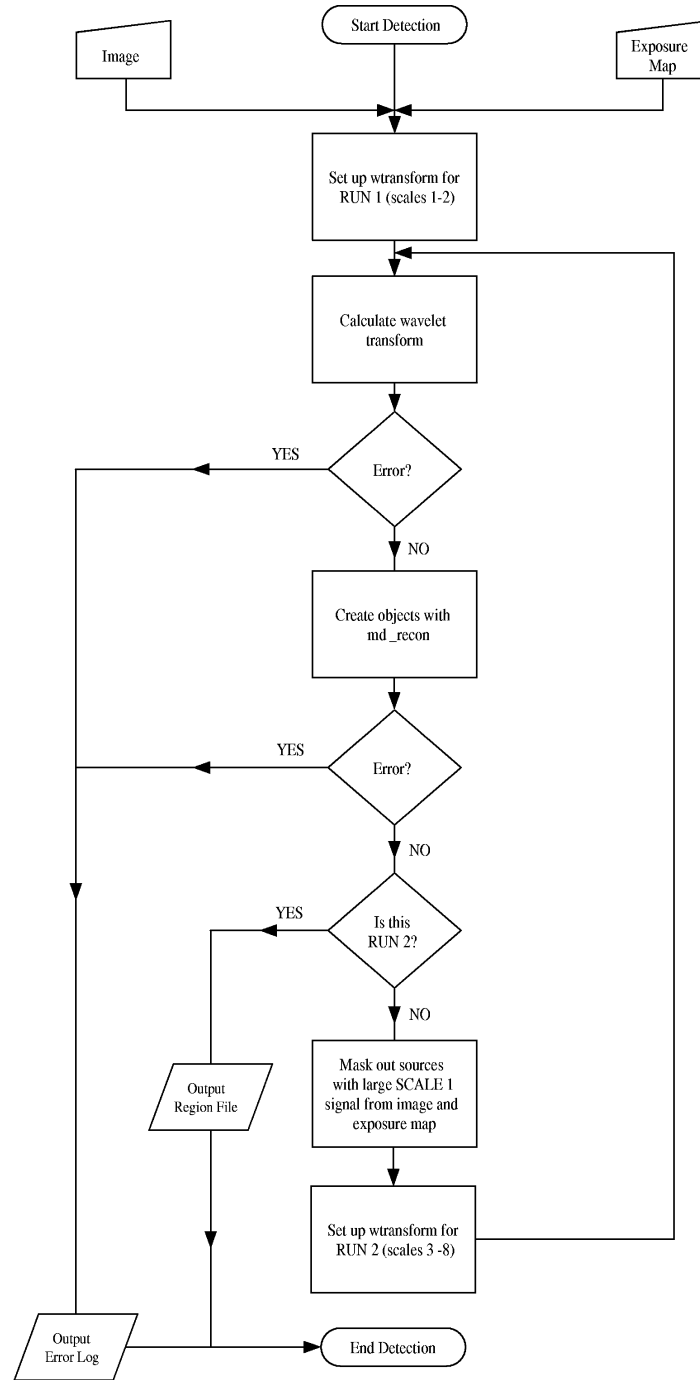 Start Detection
Image
Exposure
Map
Set up wtransform for
RUN 1 (scales 1-2)
Calculate wavelet
transform
YES
Error?
NO
Create objects with
md_recon
YES
Error?
NO
YES
Is this
RUN 2?
NO
Mask out sources
with large SCALE 1
signal from image and
exposure map
Output
Region File
Set up wtransform for
RUN 2 (scales 3-8)
Output
Error Log
End Detection